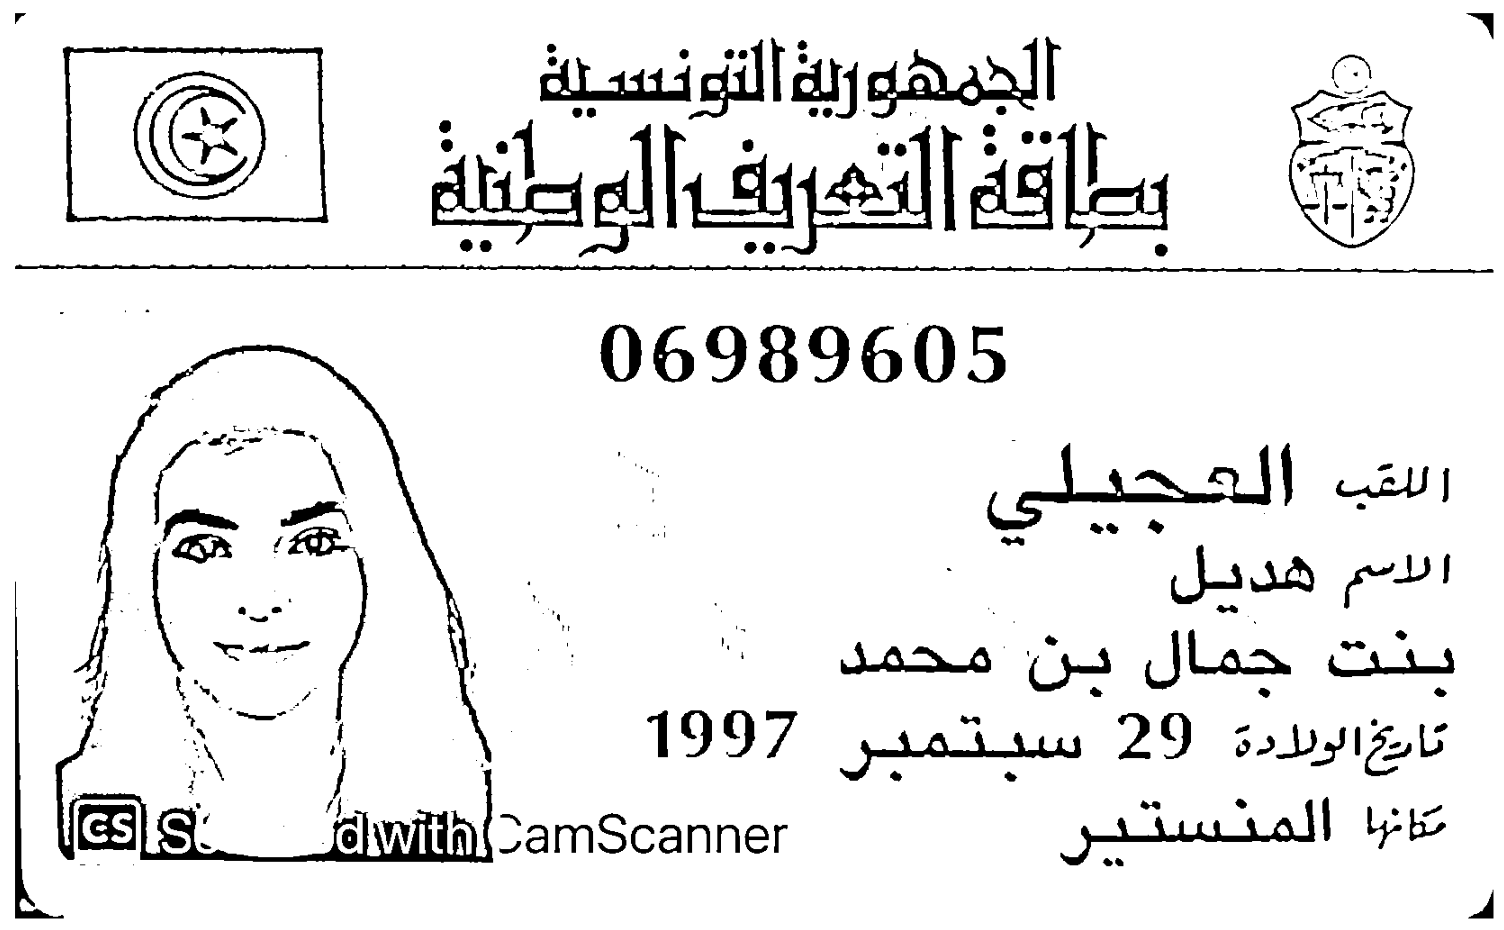 الجمهورية التونسية
بطاقة التعريف الوطنية
06989605
اللقب العجيلي
الاسم هديل
بنت جمال بن محمد
تاريخ الولادة 29 سبتمبر 1997
مكانها المنستير
CS Scanned with CamScanner